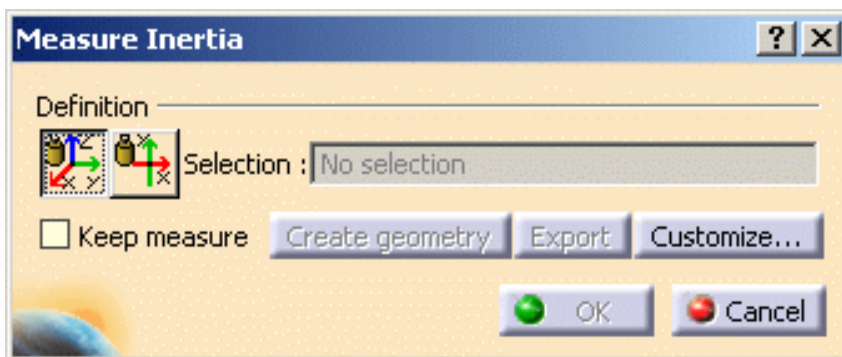 Measure Inertia
Definition
Selection : No selection
Keep measure Create geometry Export Customize...
OK Cancel